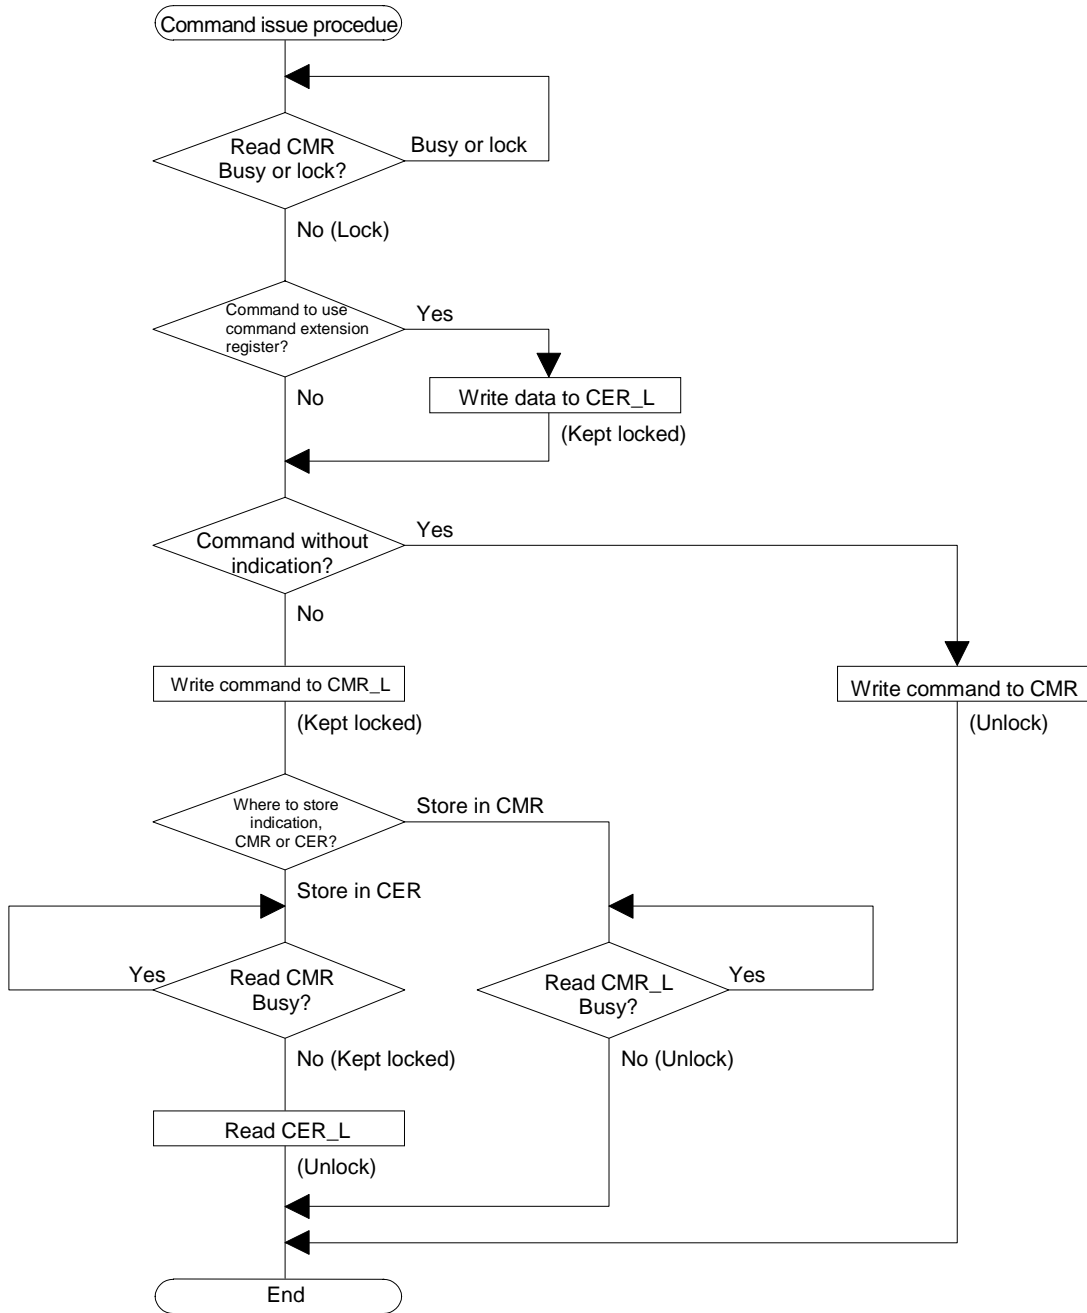 Command issue procedue
Read CMR
Busy or lock?
Busy or lock
No (Lock)
Command to use
command extension
register?
Yes
No
Write data to CER_L
(Kept locked)
Command without
indication?
Yes
No
Write command to CMR_L
(Kept locked)
Write command to CMR
(Unlock)
Where to store
indication,
CMR or CER?
Store in CMR
Store in CER
Yes
Read CMR
Busy?
Read CMR_L
Busy?
Yes
No (Kept locked)
No (Unlock)
Read CER_L
(Unlock)
End